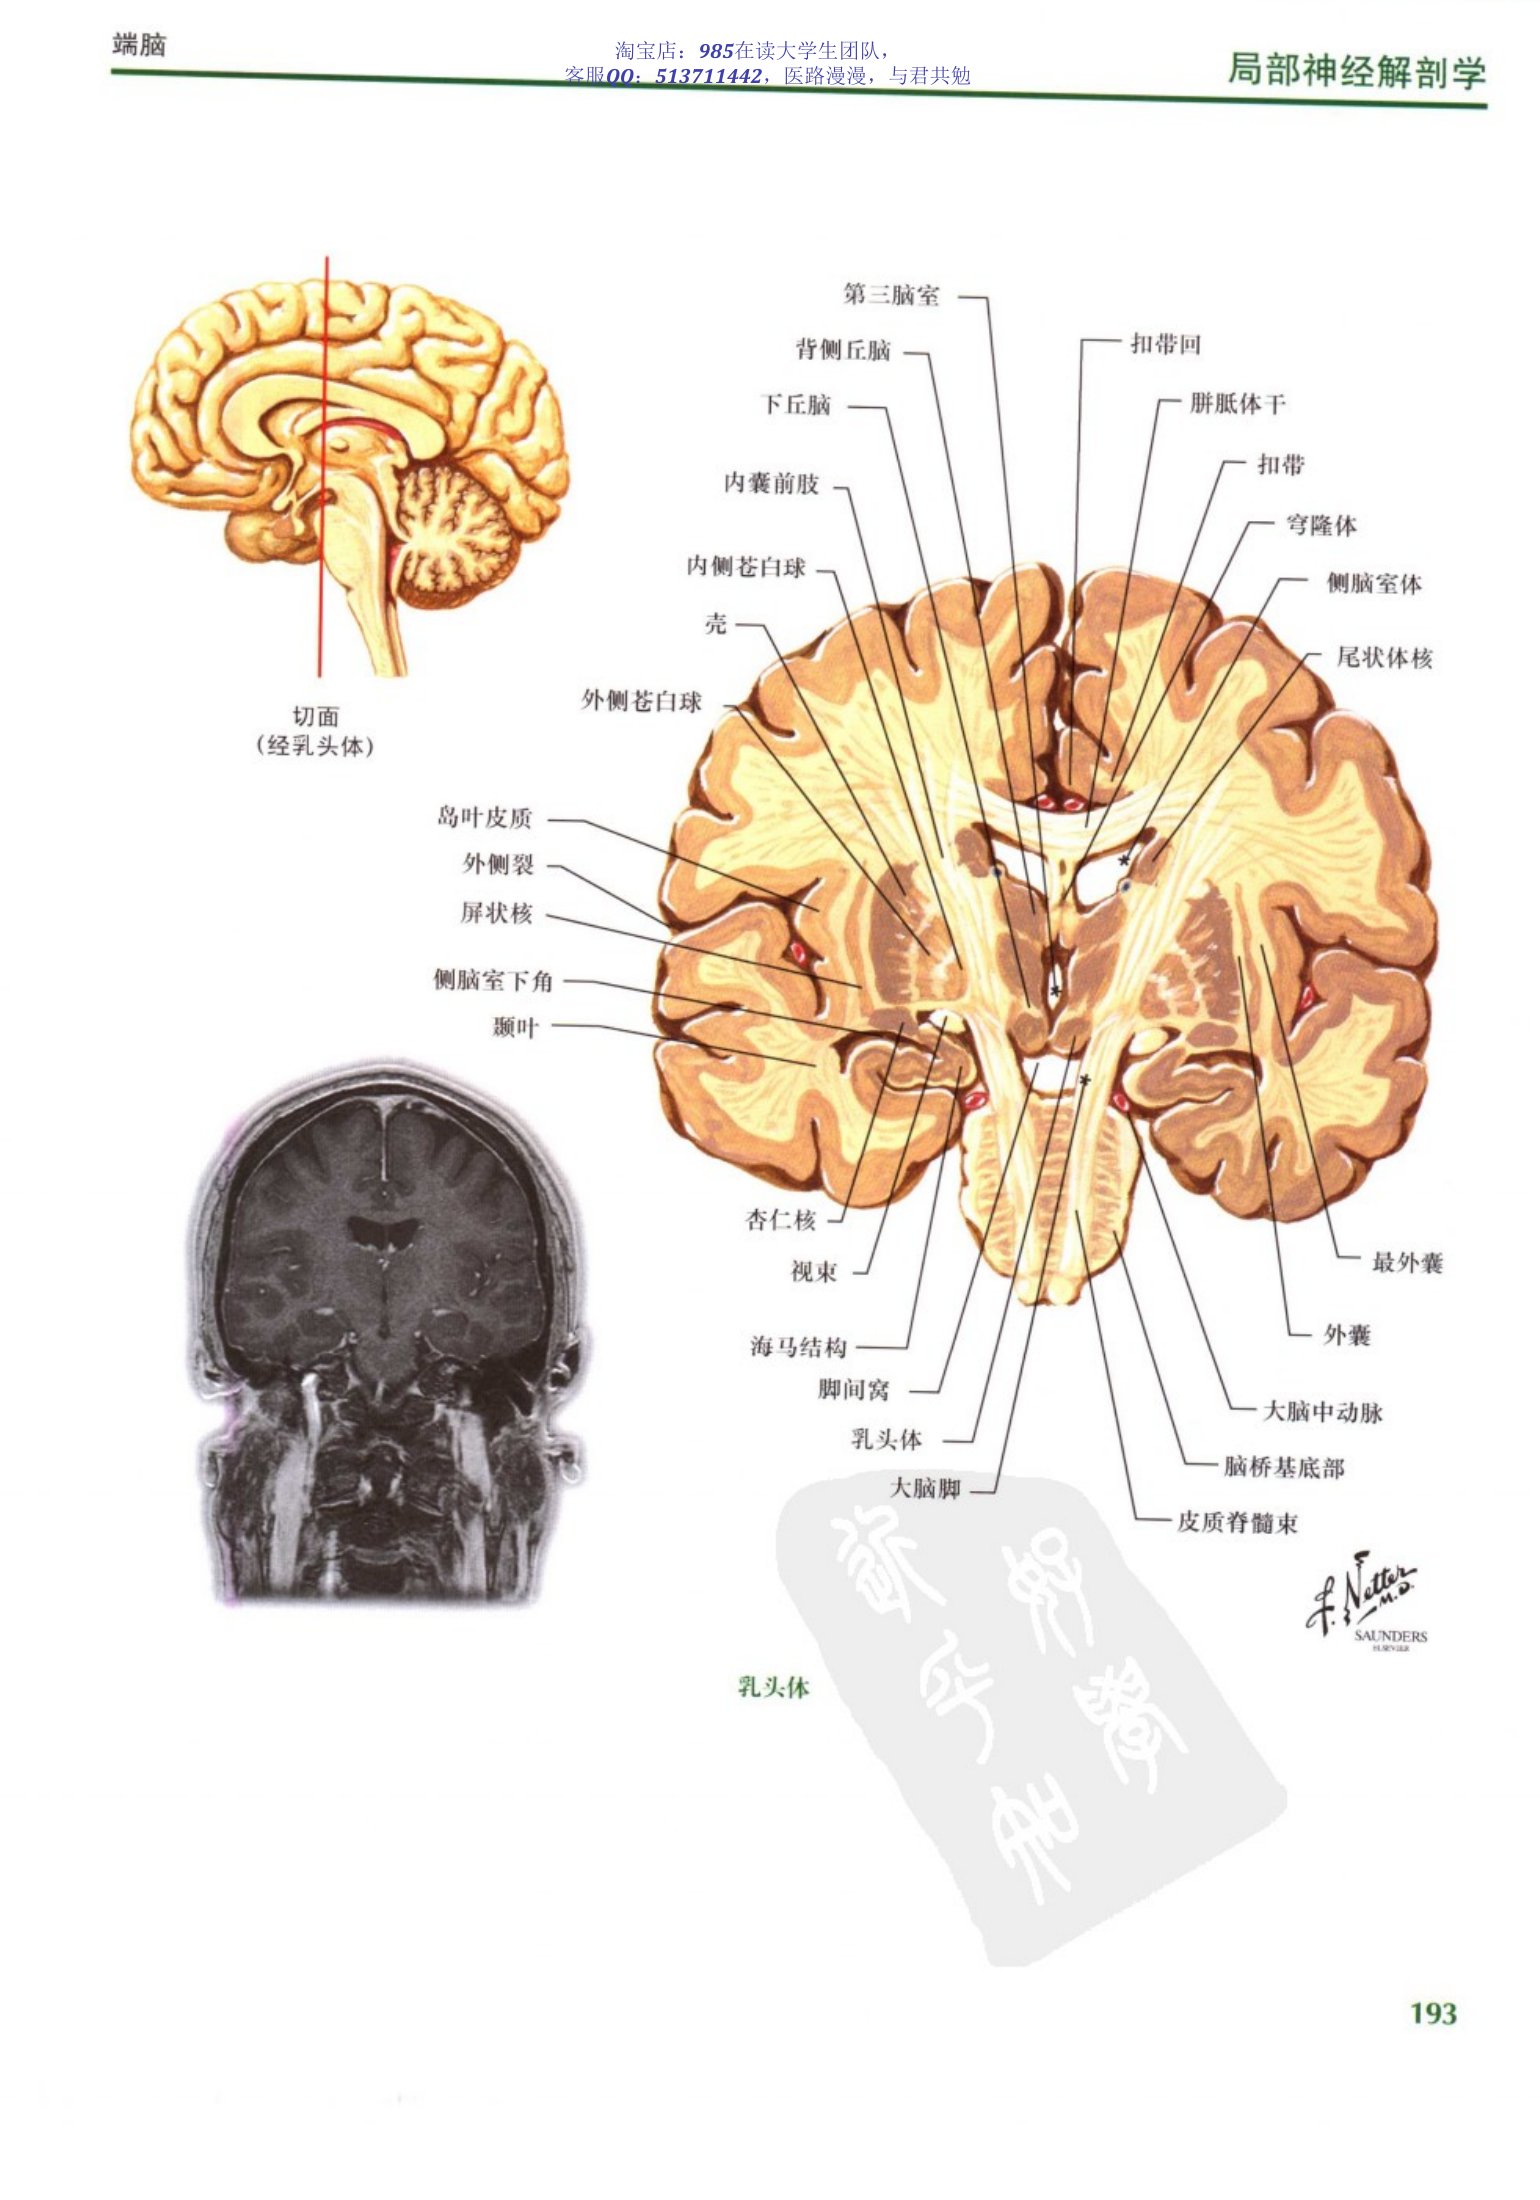 端脑
淘宝店：985在读大学生团队，
客服QQ：513711442，医路漫漫，与君共勉
局部神经解剖学
切面
（经乳头体）
第三脑室
背侧丘脑
下丘脑
内囊前肢
内侧苍白球
壳
外侧苍白球
岛叶皮质
外侧裂
屏状核
侧脑室下角
颞叶
扣带回
胼胝体干
扣带
穹隆体
侧脑室体
尾状体核
杏仁核
视束
海马结构
脚间窝
乳头体
大脑脚
最外囊
外囊
大脑中动脉
脑桥基底部
皮质脊髓束
F. Netter
M.D.
SAUNDERS
ELSEVIER
乳头体
193